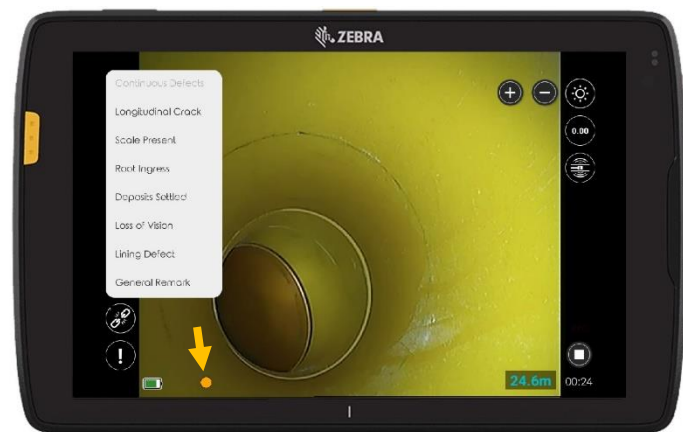 ZEBRA
Continuous Defects
Longitudinal Crack
Scale Present
Root Ingress
Deposits Settled
Loss of Vision
Lining Defect
General Remark
0.00
!
24.6m
00:24